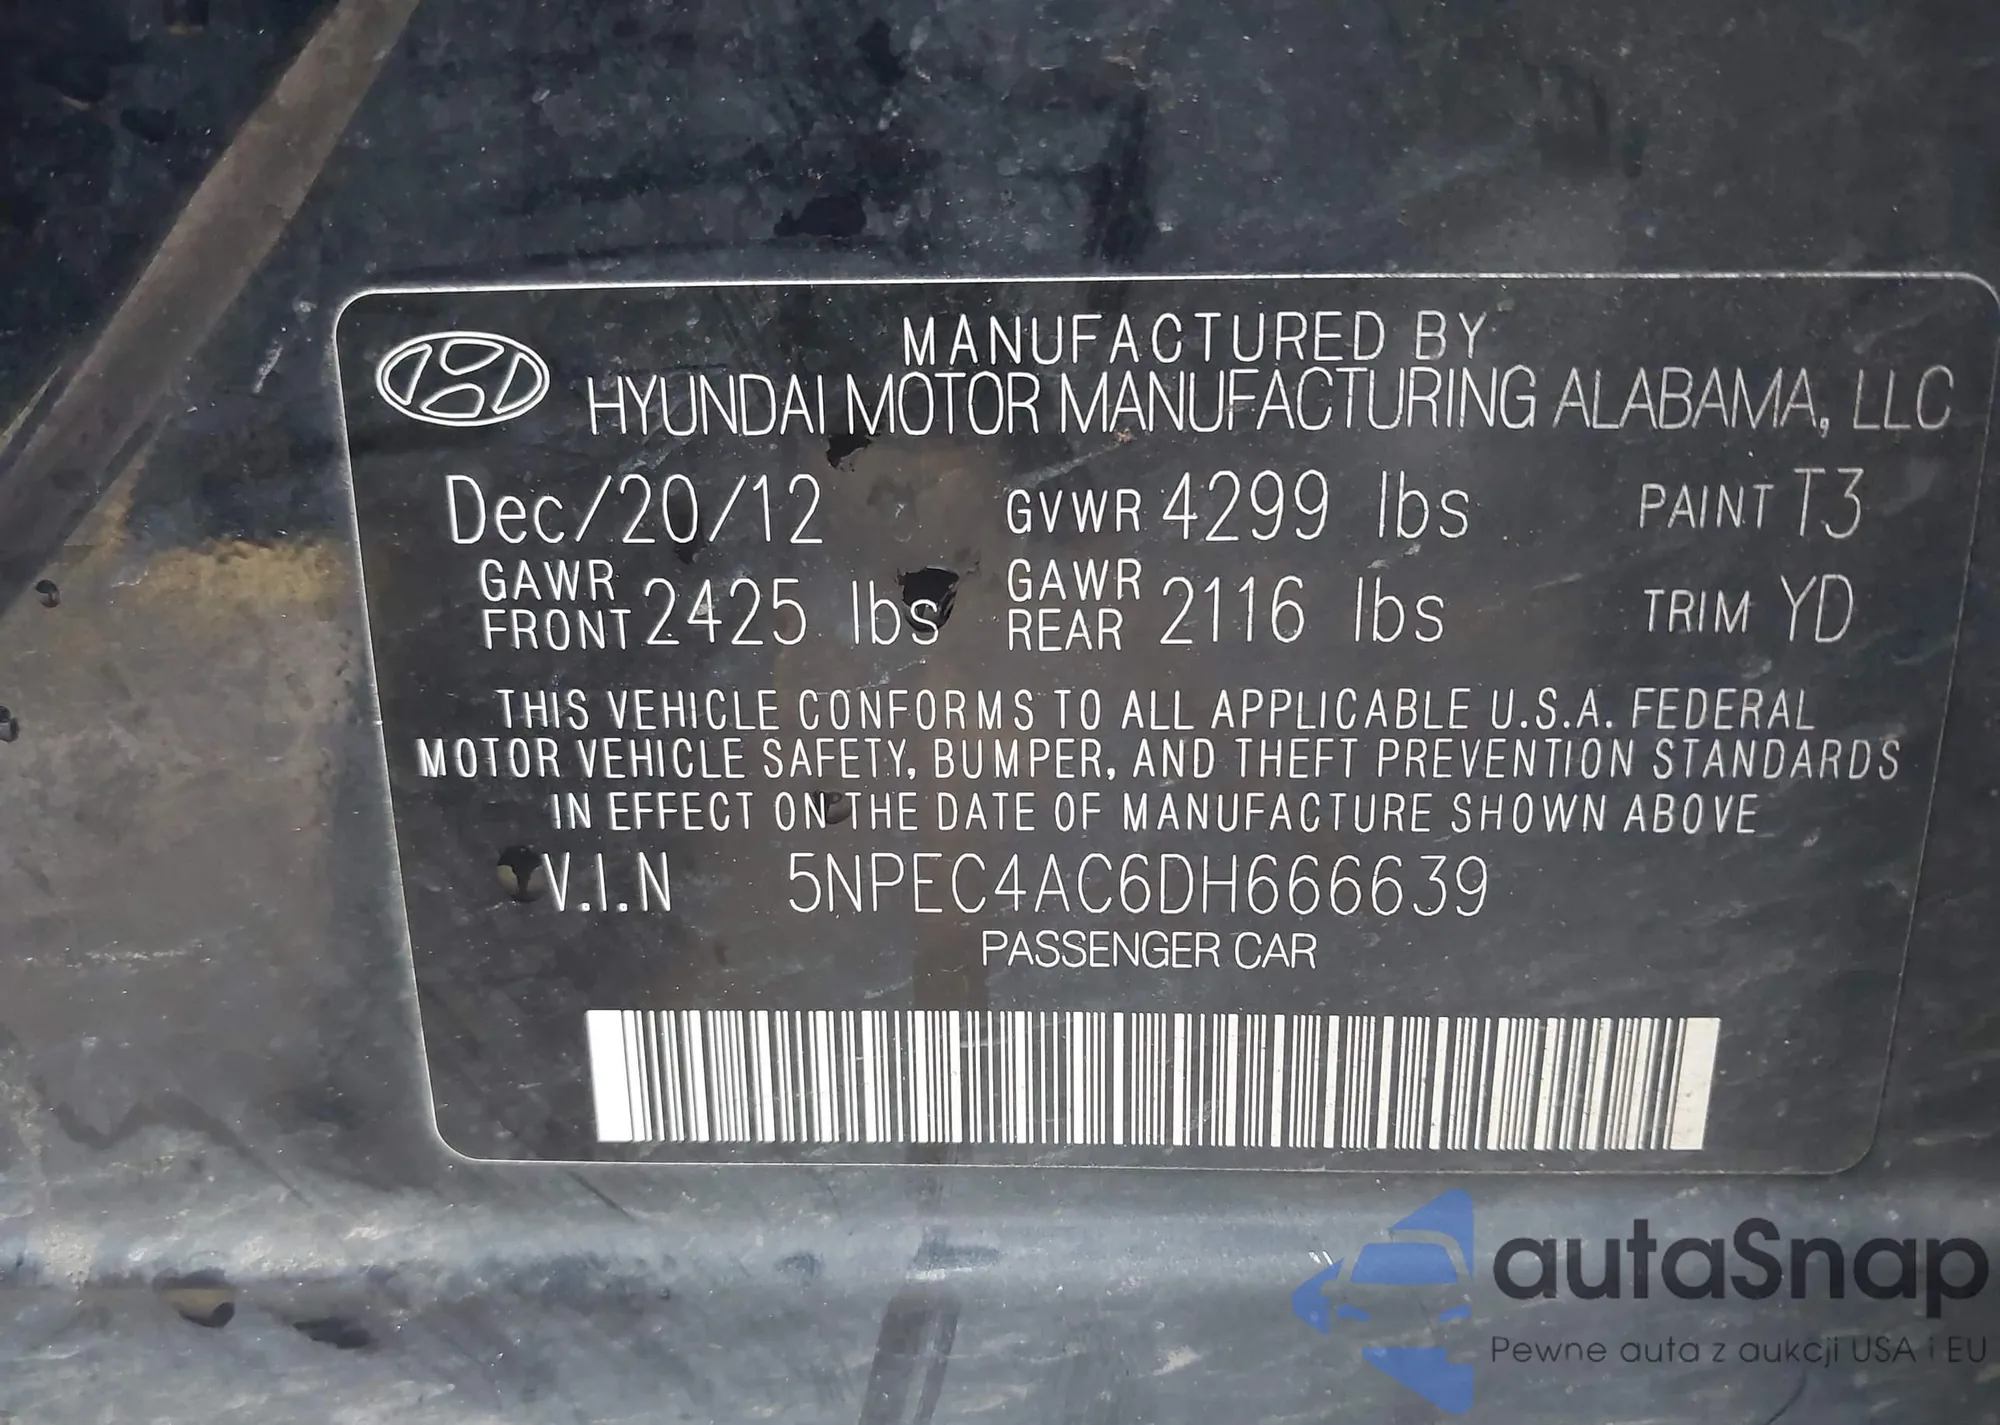 MANUFACTURED BY
HYUNDAI MOTOR MANUFACTURING ALABAMA, LLC
Dec/20/12 GVWR 4299 lbs PAINT T3
GAWR FRONT 2425 lbs GAWR REAR 2116 lbs TRIM YD
THIS VEHICLE CONFORMS TO ALL APPLICABLE U.S.A. FEDERAL
MOTOR VEHICLE SAFETY, BUMPER, AND THEFT PREVENTION STANDARDS
IN EFFECT ON THE DATE OF MANUFACTURE SHOWN ABOVE
V.I.N 5NPEC4AC6DH666639
PASSENGER CAR
autaSnap
Pewne auta z aukcji USA i EU